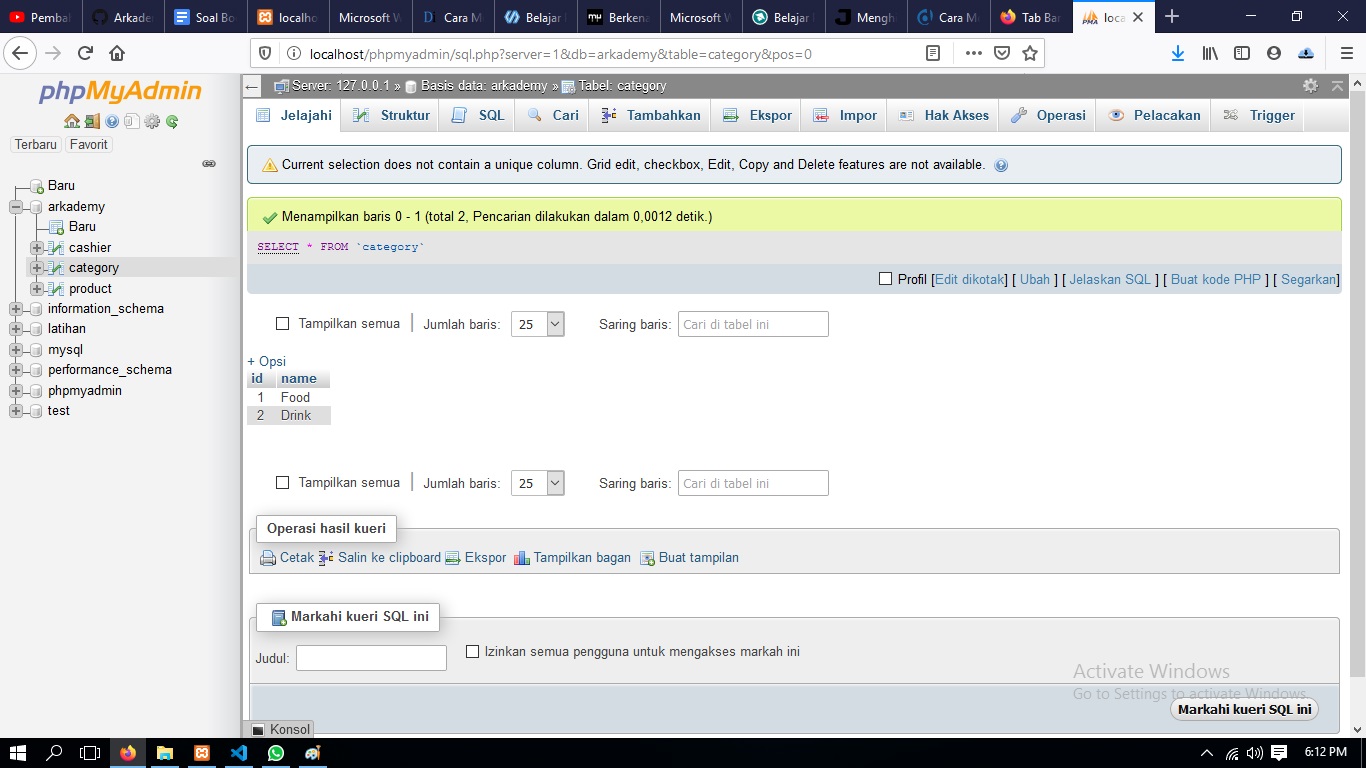 Pemba Arkade Soal Bo localho Microsoft W Cara M Belajar Berkena Microsoft W Belajar Mengh Cara M Tab Bar loca
localhost/phpmyadmin/sql.php?server=1&db=arkademy&table=category&pos=0
phpMyAdmin
Terbaru Favorit
Baru
arkademy
Baru
cashier
category
product
information_schema
latihan
mysql
performance_schema
phpmyadmin
test
Server: 127.0.0.1 » Basis data: arkademy » Tabel: category
Jelajahi Struktur SQL Cari Tambahkan Ekspor Impor Hak Akses Operasi Pelacakan Trigger
Current selection does not contain a unique column. Grid edit, checkbox, Edit, Copy and Delete features are not available.
Menampilkan baris 0 - 1 (total 2, Pencarian dilakukan dalam 0,0012 detik.)
SELECT * FROM `category`
Profil [Edit dikotak] [ Ubah ] [ Jelaskan SQL ] [ Buat kode PHP ] [ Segarkan]
Tampilkan semua | Jumlah baris: 25 Saring baris: Cari di tabel ini
+ Opsi
id name
1 Food
2 Drink
Tampilkan semua | Jumlah baris: 25 Saring baris: Cari di tabel ini
Operasi hasil kueri
Cetak Salin ke clipboard Ekspor Tampilkan bagan Buat tampilan
Markahi kueri SQL ini
Judul: Izinkan semua pengguna untuk mengakses markah ini
Activate Windows
Go to Settings to activate Windows.
Markahi kueri SQL ini
Konsol
6:12 PM